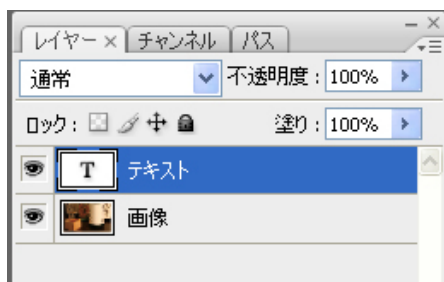 レイヤー × チャンネル パス
通常 不透明度 : 100%
ロック : 塗り : 100%
T テキスト
画像